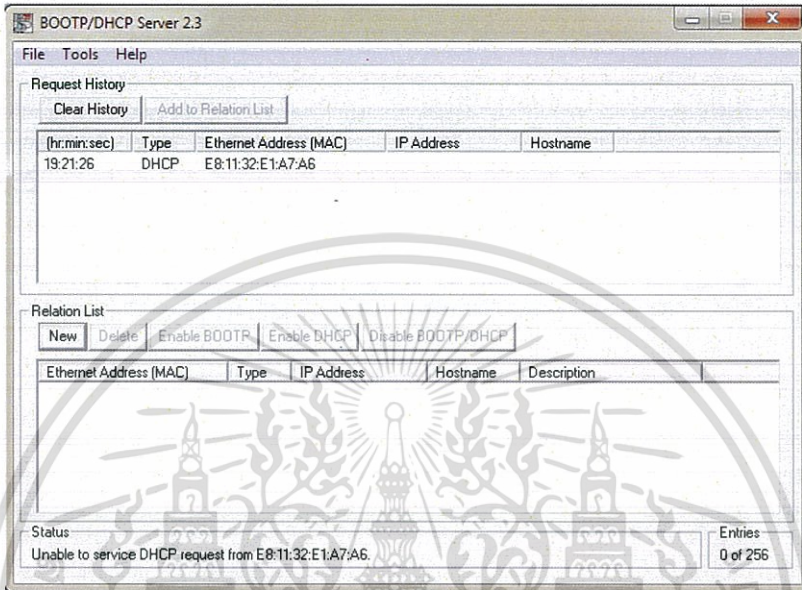 BOOTP/DHCP Server 2.3
File Tools Help
Request History
Clear History Add to Relation List
(hr:min:sec) Type Ethernet Address (MAC) IP Address Hostname
19:21:26 DHCP E8:11:32:E1:A7:A6
Relation List
New Delete Enable BOOTP Enable DHCP Disable BOOTP/DHCP
Ethernet Address (MAC) Type IP Address Hostname Description
Status
Unable to service DHCP request from E8:11:32:E1:A7:A6.
Entries
0 of 256